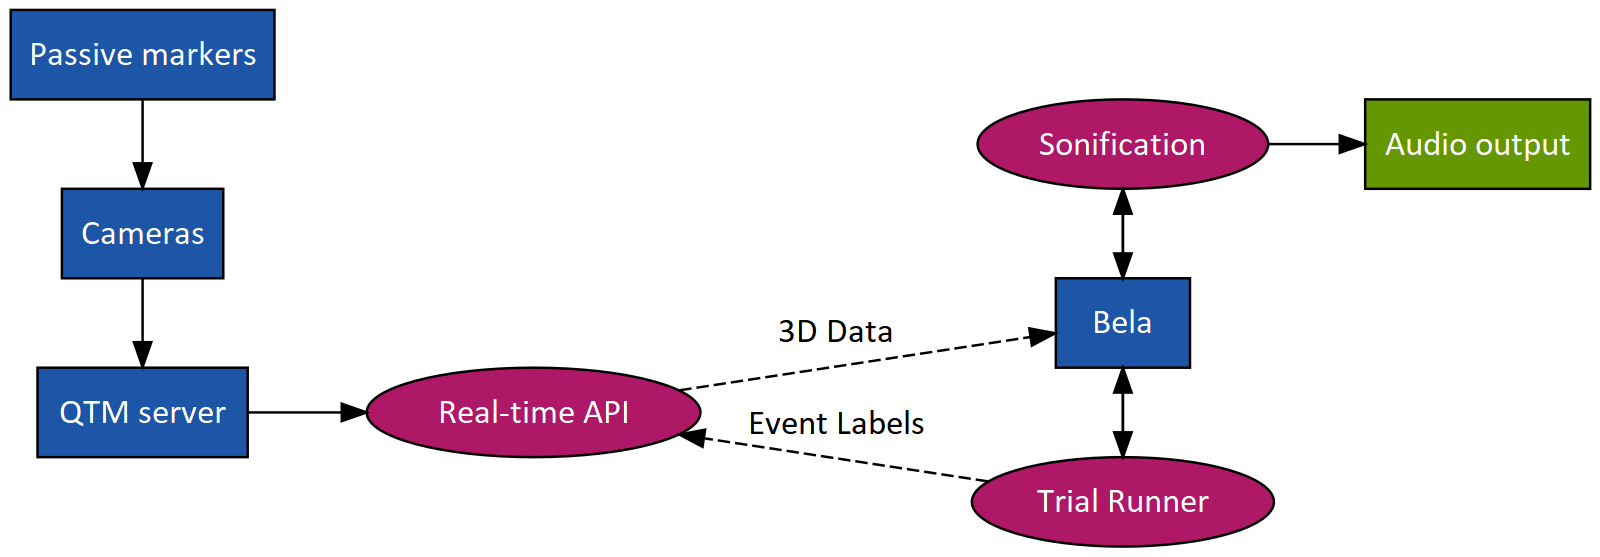 Passive markers
Cameras
QTM server
Real-time API
3D Data
Event Labels
Sonification
Audio output
Bela
Trial Runner